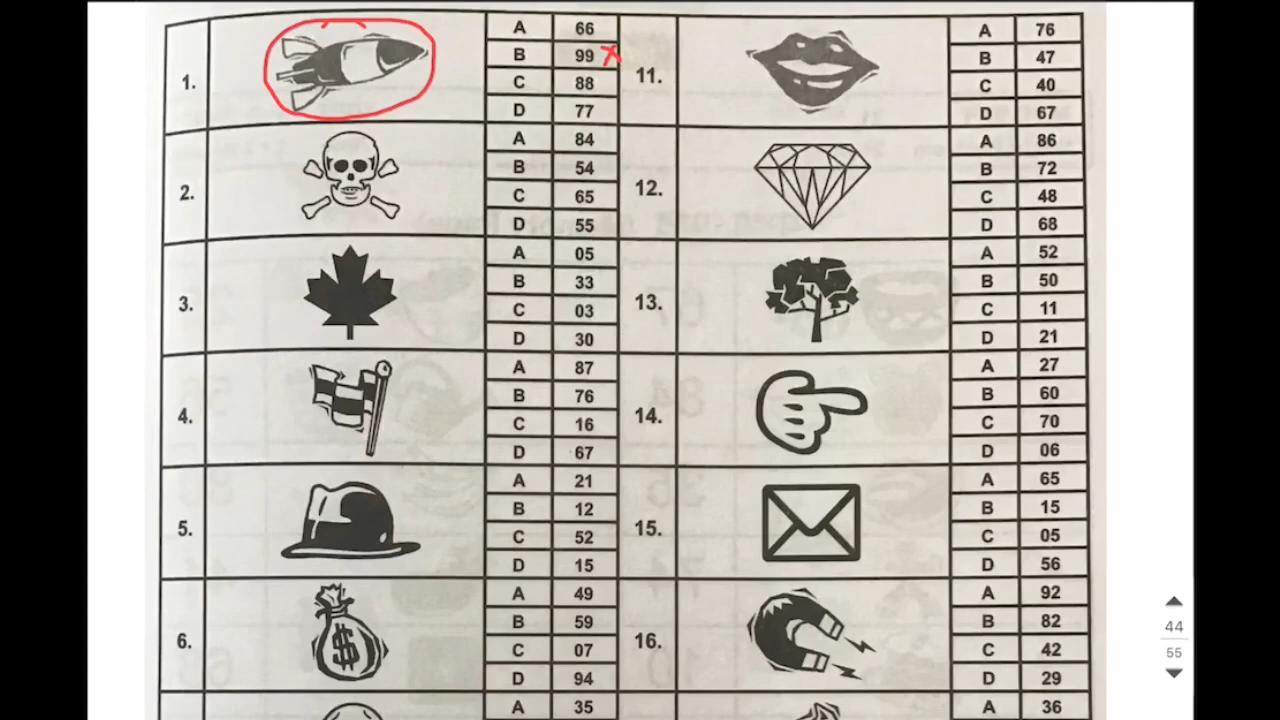 1.
A 66
B 99
C 88
D 77
2.
A 84
B 54
C 65
D 55
3.
A 05
B 33
C 03
D 30
4.
A 87
B 76
C 16
D 67
5.
A 21
B 12
C 52
D 15
6.
$
A 49
B 59
C 07
D 94
A 35
11.
A 76
B 47
C 40
D 67
12.
A 86
B 72
C 48
D 68
13.
A 52
B 50
C 11
D 21
14.
A 27
B 60
C 70
D 06
15.
A 65
B 15
C 05
D 56
16.
A 92
B 82
C 42
D 29
A 36
44
55